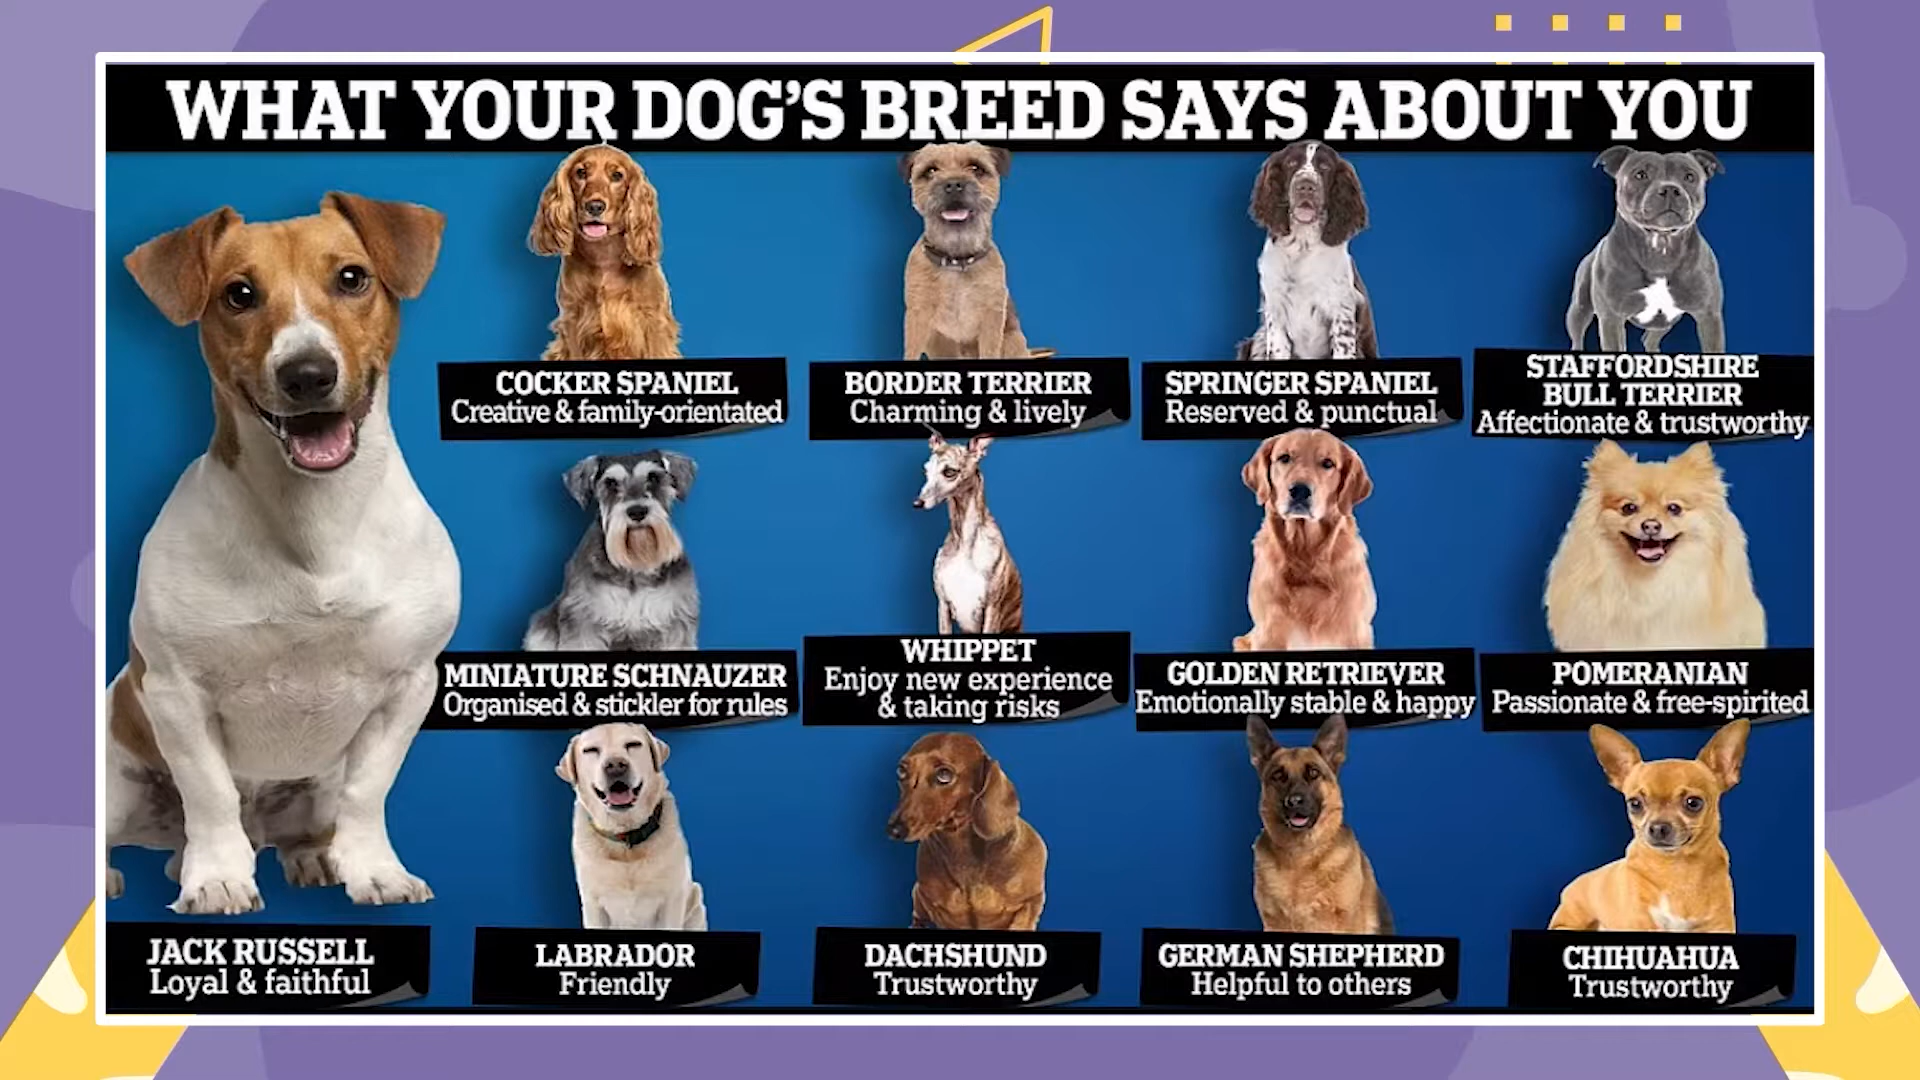 WHAT YOUR DOG'S BREED SAYS ABOUT YOU
COCKER SPANIEL
Creative & family-orientated
BORDER TERRIER
Charming & lively
SPRINGER SPANIEL
Reserved & punctual
STAFFORDSHIRE
BULL TERRIER
Affectionate & trustworthy
MINIATURE SCHNAUZER
Organised & stickler for rules
WHIPPET
Enjoy new experience
& taking risks
GOLDEN RETRIEVER
Emotionally stable & happy
POMERANIAN
Passionate & free-spirited
JACK RUSSELL
Loyal & faithful
LABRADOR
Friendly
DACHSHUND
Trustworthy
GERMAN SHEPHERD
Helpful to others
CHIHUAHUA
Trustworthy